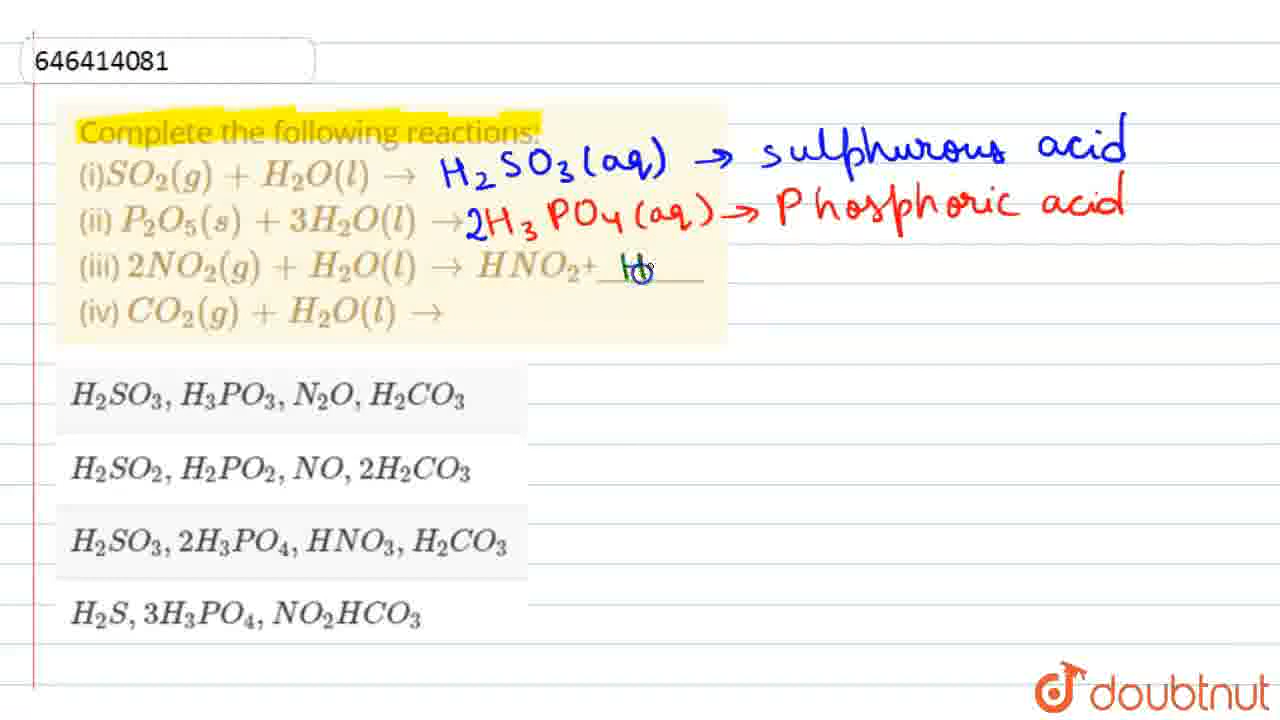 646414081
Complete the following reactions:
(i)SO₂(g) + H₂O(l) → H₂SO₃(aq) → sulphurous acid
(ii) P₂O₅(s) + 3H₂O(l) → 2H₃PO₄(aq) → Phosphoric acid
(iii) 2NO₂(g) + H₂O(l) → HNO₂+ H
(iv) CO₂(g) + H₂O(l) →
H₂SO₃, H₃PO₃, N₂O, H₂CO₃
H₂SO₂, H₂PO₂, NO, 2H₂CO₃
H₂SO₃, 2H₃PO₄, HNO₃, H₂CO₃
H₂S, 3H₃PO₄, NO₂HCO₃
doubtnut